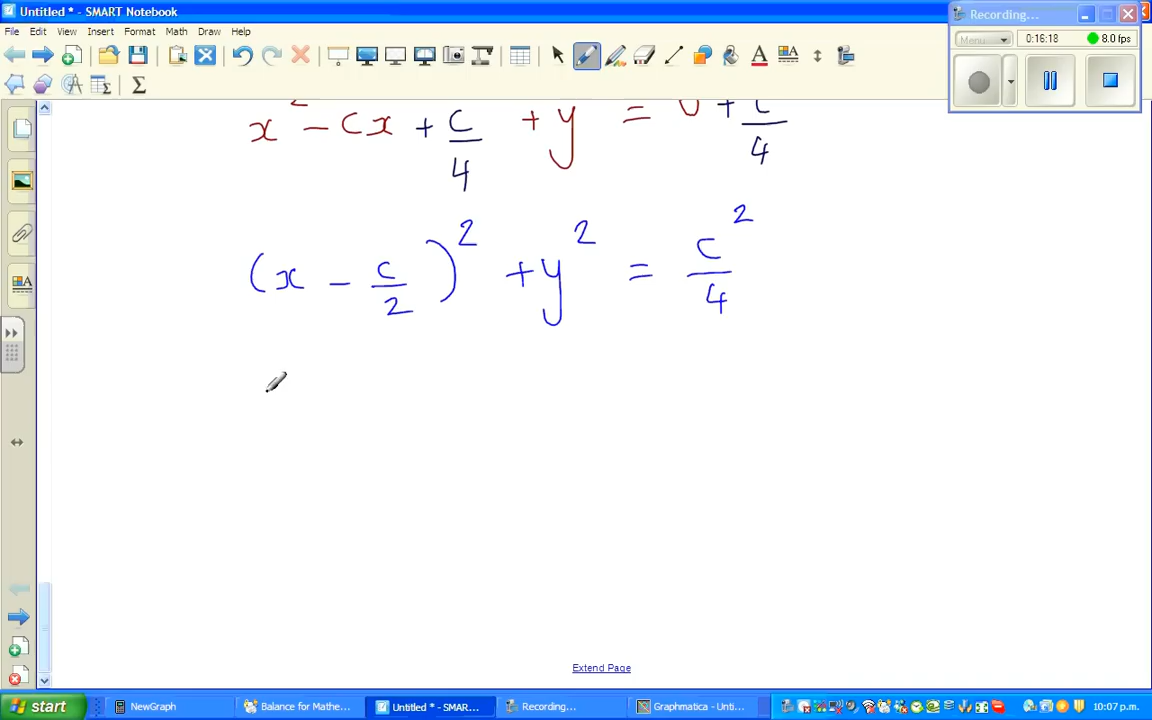 Untitled * - SMART Notebook
Recording...
File Edit View Insert Format Math Draw Help
Menu
0:16:18
8.0 fps
x² - cx + c/4 + y = 0 + c/4
(x - c/2)² + y² = c²/4
Extend Page
start
NewGraph
Balance for Mathe...
Untitled * - SMAR...
Recording...
Graphmatica - Unti...
10:07 p.m.